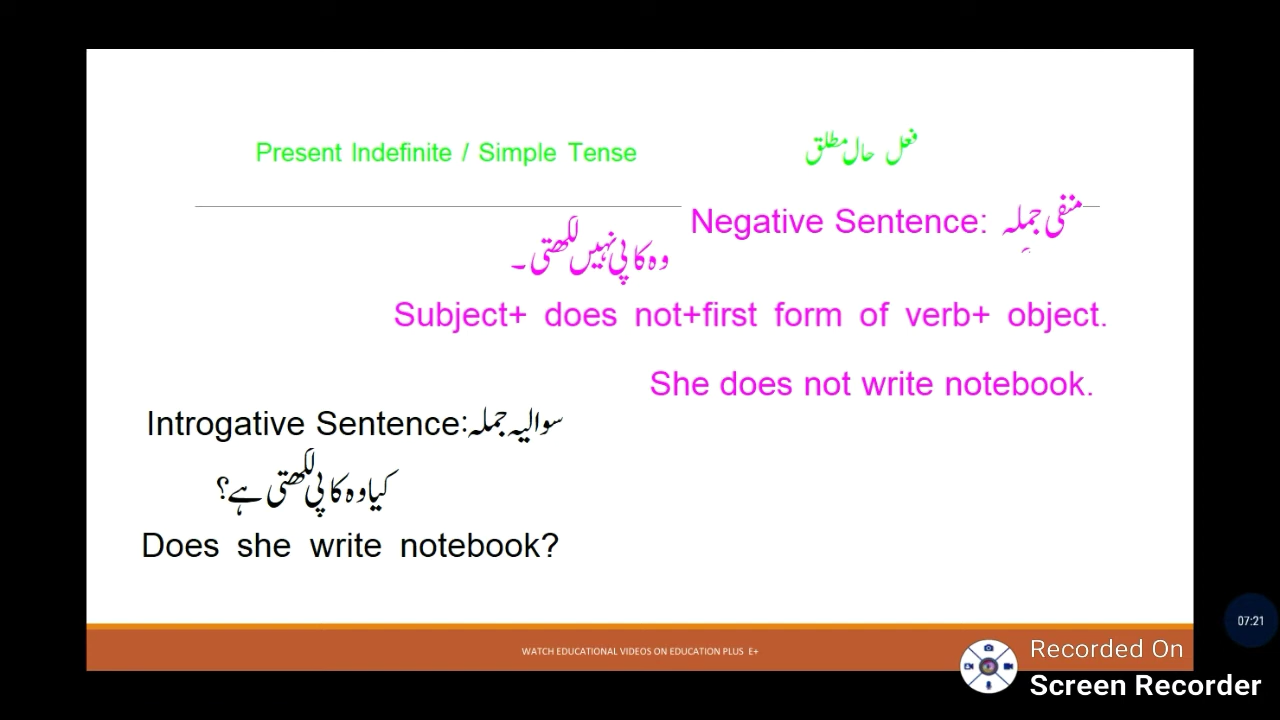 Present Indefinite / Simple Tense فعل حال مطلق
Negative Sentence: منفی جملہ
وہ کاپی نہیں لکھتی۔
Subject+ does not+first form of verb+ object.
She does not write notebook.
Introgative Sentence:سوالیہ جملہ
کیا وہ کاپی لکھتی ہے؟
Does she write notebook?
07:21
WATCH EDUCATIONAL VIDEOS ON EDUCATION PLUS E+
Recorded On
Screen Recorder